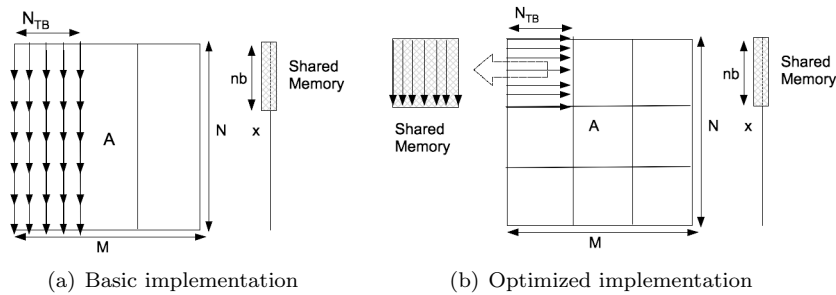 N_TB
nb
Shared
Memory
A
N
x
M
(a) Basic implementation
N_TB
nb
Shared
Memory
Shared
Memory
A
N
x
M
(b) Optimized implementation